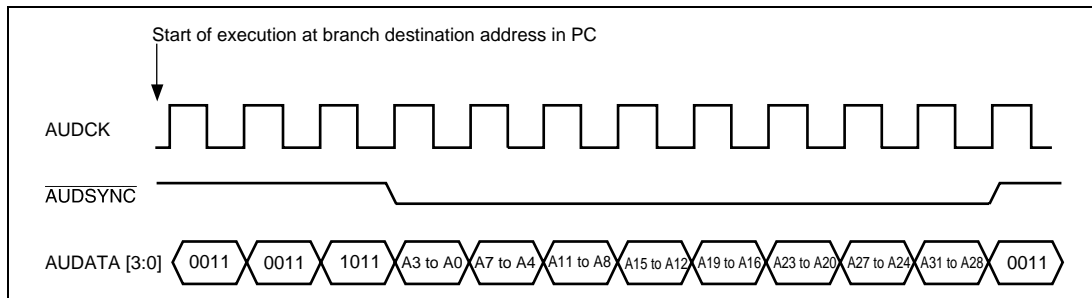 Start of execution at branch destination address in PC
AUDCK
AUDSYNC
AUDATA [3:0] 0011 0011 1011 A3 to A0 A7 to A4 A11 to A8 A15 to A12 A19 to A16 A23 to A20 A27 to A24 A31 to A28 0011